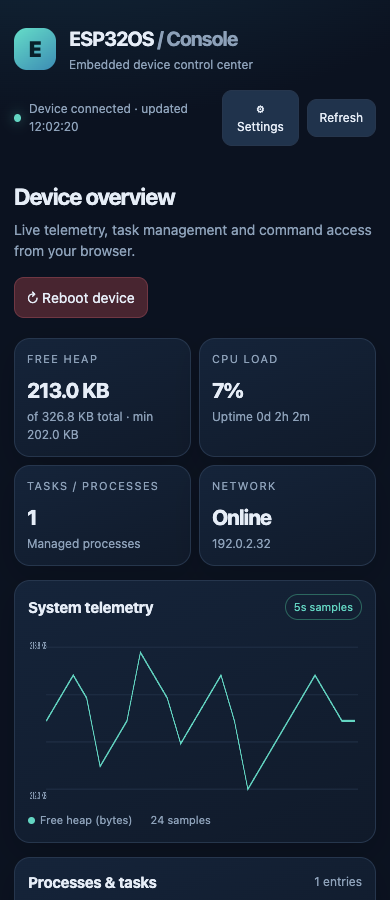 E
ESP32OS / Console
Embedded device control center
Device connected · updated
12:02:20
⚙
Settings
Refresh
Device overview
Live telemetry, task management and command access
from your browser.
↻ Reboot device
FREE HEAP
213.0 KB
of 326.8 KB total · min
202.0 KB
CPU LOAD
7%
Uptime 0d 2h 2m
TASKS / PROCESSES
1
Managed processes
NETWORK
Online
192.0.2.32
System telemetry
5s samples
Free heap (bytes)
24 samples
Processes & tasks
1 entries